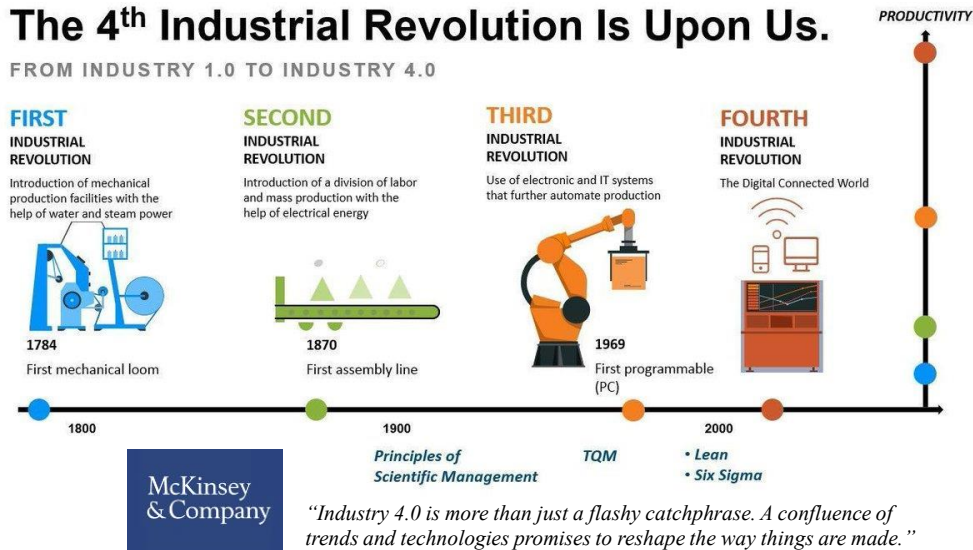 The 4th Industrial Revolution Is Upon Us.
PRODUCTIVITY
FROM INDUSTRY 1.0 TO INDUSTRY 4.0
FIRST
INDUSTRIAL
REVOLUTION
Introduction of mechanical
production facilities with the
help of water and steam power
1784
First mechanical loom
SECOND
INDUSTRIAL
REVOLUTION
Introduction of a division of labor
and mass production with the
help of electrical energy
1870
First assembly line
THIRD
INDUSTRIAL
REVOLUTION
Use of electronic and IT systems
that further automate production
1969
First programmable
(PC)
FOURTH
INDUSTRIAL
REVOLUTION
The Digital Connected World
1800
1900
2000
Principles of
Scientific Management
TQM
• Lean
• Six Sigma
McKinsey
& Company
“Industry 4.0 is more than just a flashy catchphrase. A confluence of
trends and technologies promises to reshape the way things are made.”